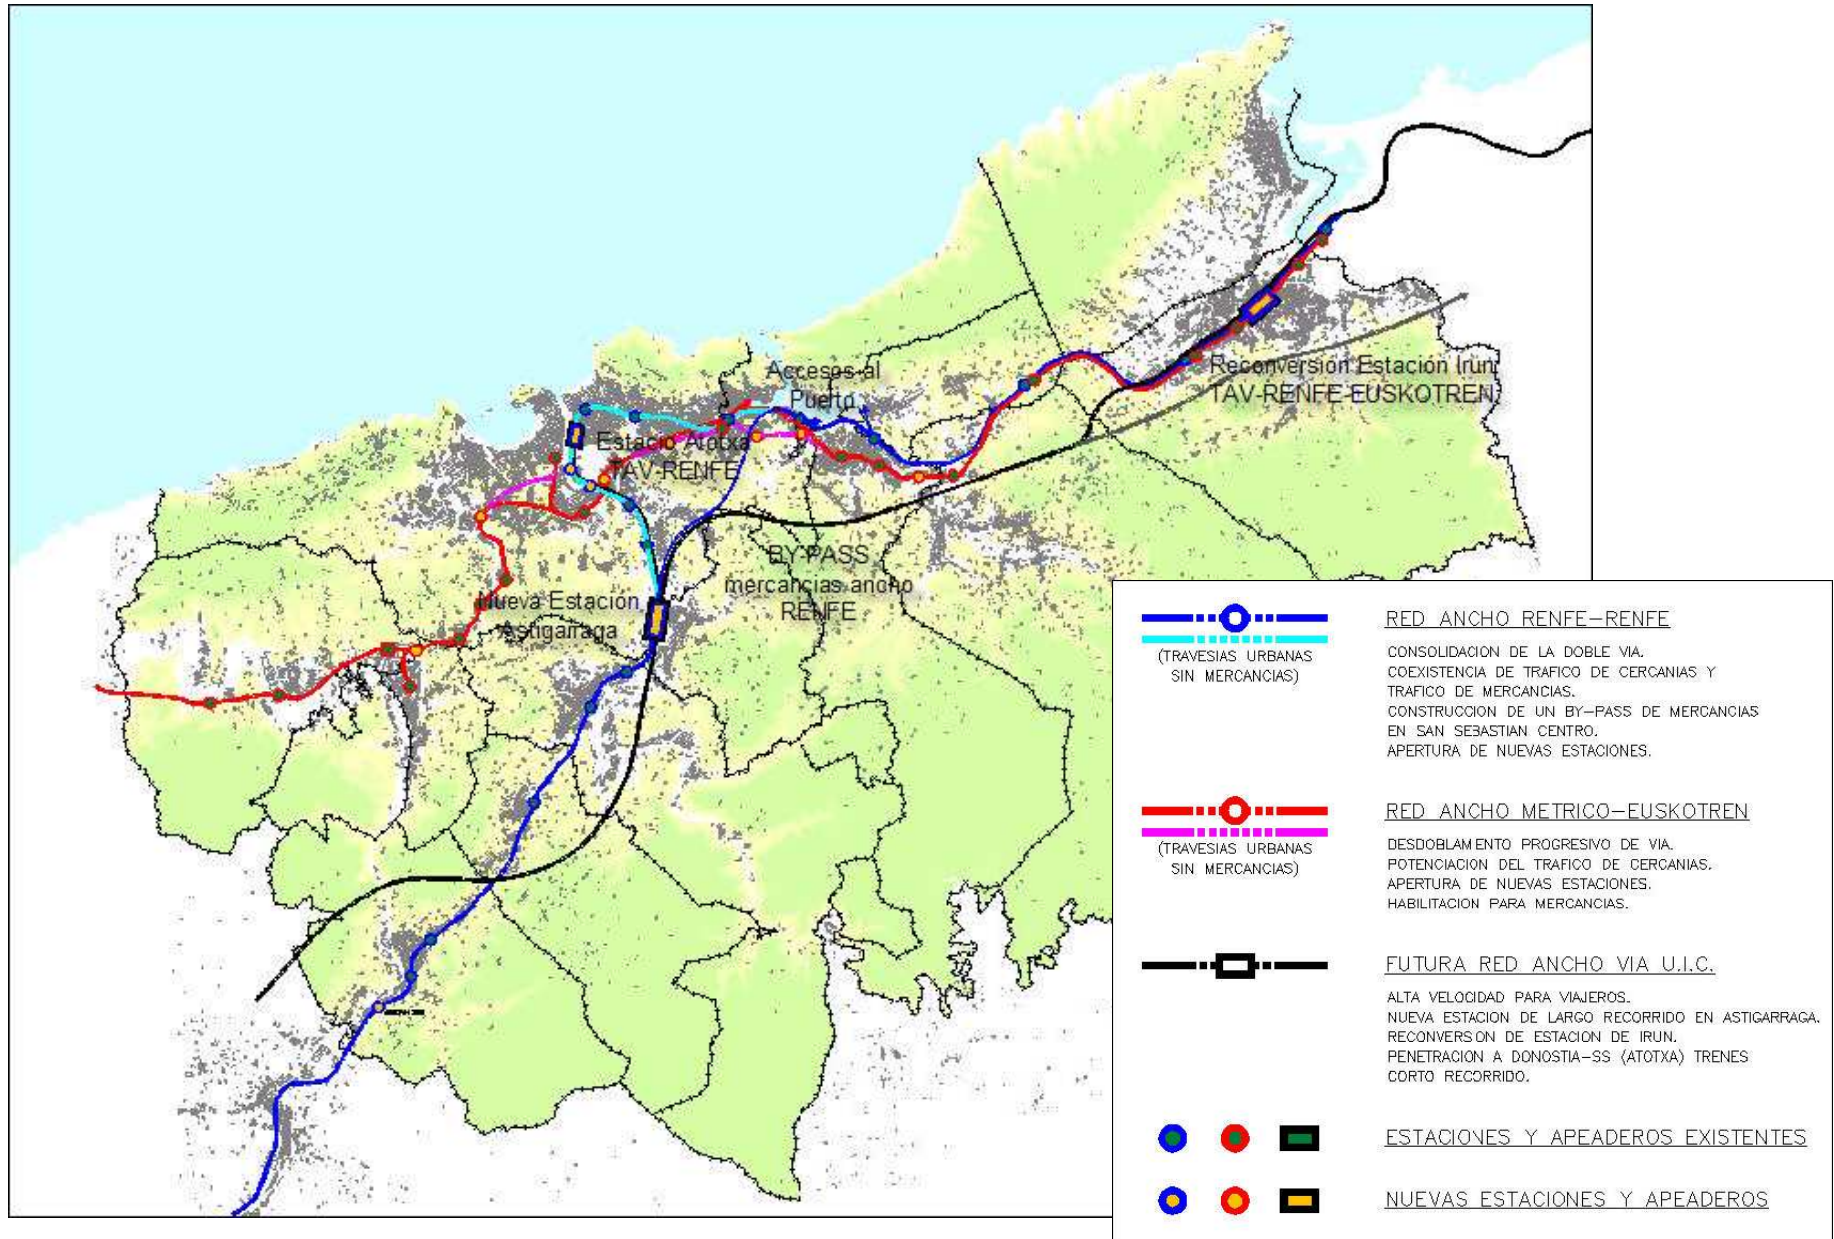 Accesos al
Puerto
Reconversión Estación Irun
TAV-RENFE-EUSKOTREN
Estació Atotxa
TAV-RENFE
BY-PASS
mercancias ancho
RENFE
Nueva Estación
Astigarraga
RED ANCHO RENFE-RENFE
(TRAVESIAS URBANAS
SIN MERCANCIAS)
CONSOLIDACION DE LA DOBLE VIA.
COEXISTENCIA DE TRAFICO DE CERCANIAS Y
TRAFICO DE MERCANCIAS.
CONSTRUCCION DE UN BY-PASS DE MERCANCIAS
EN SAN SEBASTIAN CENTRO.
APERTURA DE NUEVAS ESTACIONES.
RED ANCHO METRICO-EUSKOTREN
(TRAVESIAS URBANAS
SIN MERCANCIAS)
DESDOBLAMENTO PROGRESIVO DE VIA.
POTENCIACION DEL TRAFICO DE CERCANIAS.
APERTURA DE NUEVAS ESTACIONES.
HABILITACION PARA MERCANCIAS.
FUTURA RED ANCHO VIA U.I.C.
ALTA VELOCIDAD PARA VIAJEROS.
NUEVA ESTACION DE LARGO RECORRIDO EN ASTIGARRAGA.
RECONVERSON DE ESTACION DE IRUN.
PENETRACION A DONOSTIA-SS (ATOTXA) TRENES
CORTO RECORRIDO.
ESTACIONES Y APEADEROS EXISTENTES
NUEVAS ESTACIONES Y APEADEROS